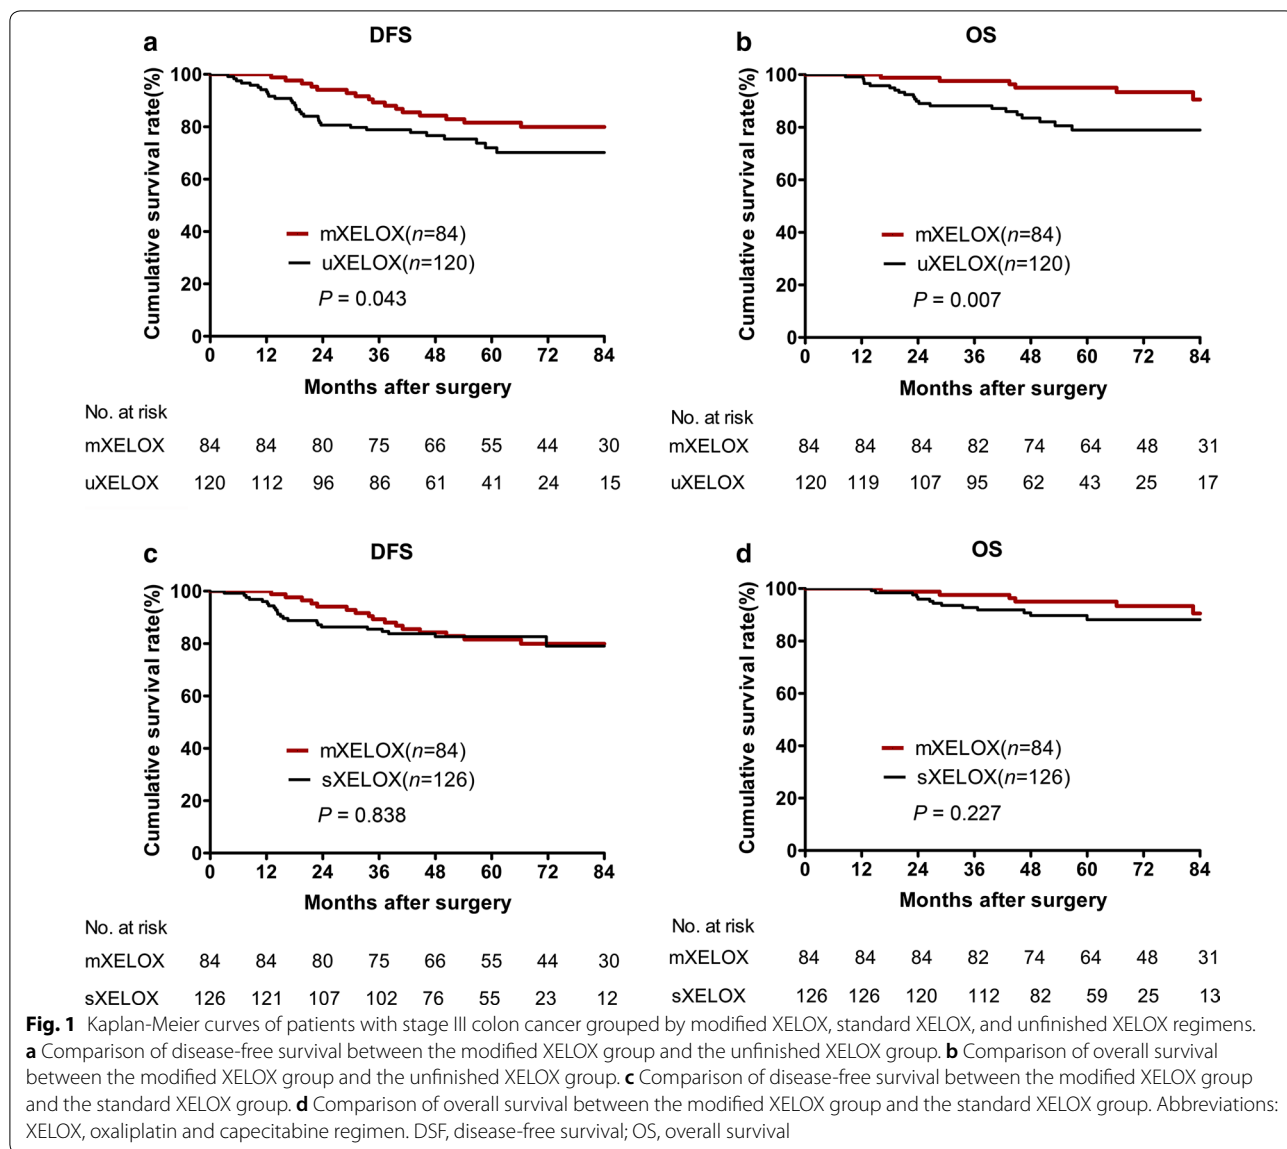 a
DFS
Cumulative survival rate(%)
100
80
60
40
20
0
mXELOX(n=84)
uXELOX(n=120)
P = 0.043
0 12 24 36 48 60 72 84
Months after surgery
No. at risk
mXELOX 84 84 80 75 66 55 44 30
uXELOX 120 112 96 86 61 41 24 15
b
OS
Cumulative survival rate(%)
100
80
60
40
20
0
mXELOX(n=84)
uXELOX(n=120)
P = 0.007
0 12 24 36 48 60 72 84
Months after surgery
No. at risk
mXELOX 84 84 84 82 74 64 48 31
uXELOX 120 119 107 95 62 43 25 17
c
DFS
Cumulative survival rate(%)
100
80
60
40
20
0
mXELOX(n=84)
sXELOX(n=126)
P = 0.838
0 12 24 36 48 60 72 84
Months after surgery
No. at risk
mXELOX 84 84 80 75 66 55 44 30
sXELOX 126 121 107 102 76 55 23 12
d
OS
Cumulative survival rate(%)
100
80
60
40
20
0
mXELOX(n=84)
sXELOX(n=126)
P = 0.227
0 12 24 36 48 60 72 84
Months after surgery
No. at risk
mXELOX 84 84 84 82 74 64 48 31
sXELOX 126 126 120 112 82 59 25 13
Fig. 1 Kaplan-Meier curves of patients with stage III colon cancer grouped by modified XELOX, standard XELOX, and unfinished XELOX regimens.
a Comparison of disease-free survival between the modified XELOX group and the unfinished XELOX group. b Comparison of overall survival
between the modified XELOX group and the unfinished XELOX group. c Comparison of disease-free survival between the modified XELOX group
and the standard XELOX group. d Comparison of overall survival between the modified XELOX group and the standard XELOX group. Abbreviations:
XELOX, oxaliplatin and capecitabine regimen. DSF, disease-free survival; OS, overall survival